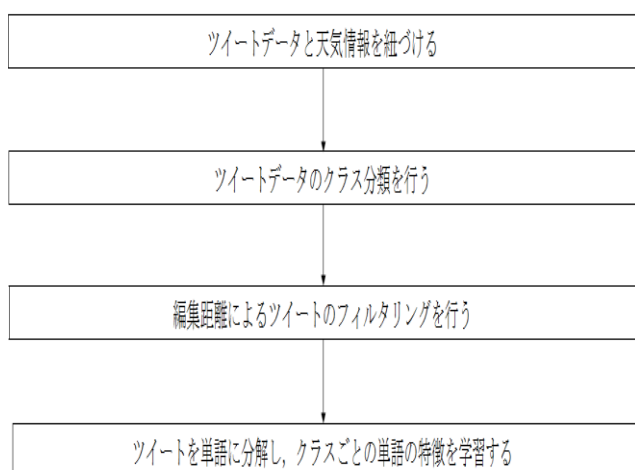 ツイートデータと天気情報を紐づける
ツイートデータのクラス分類を行う
編集距離によるツイートのフィルタリングを行う
ツイートを単語に分解し，クラスごとの単語の特徴を学習する